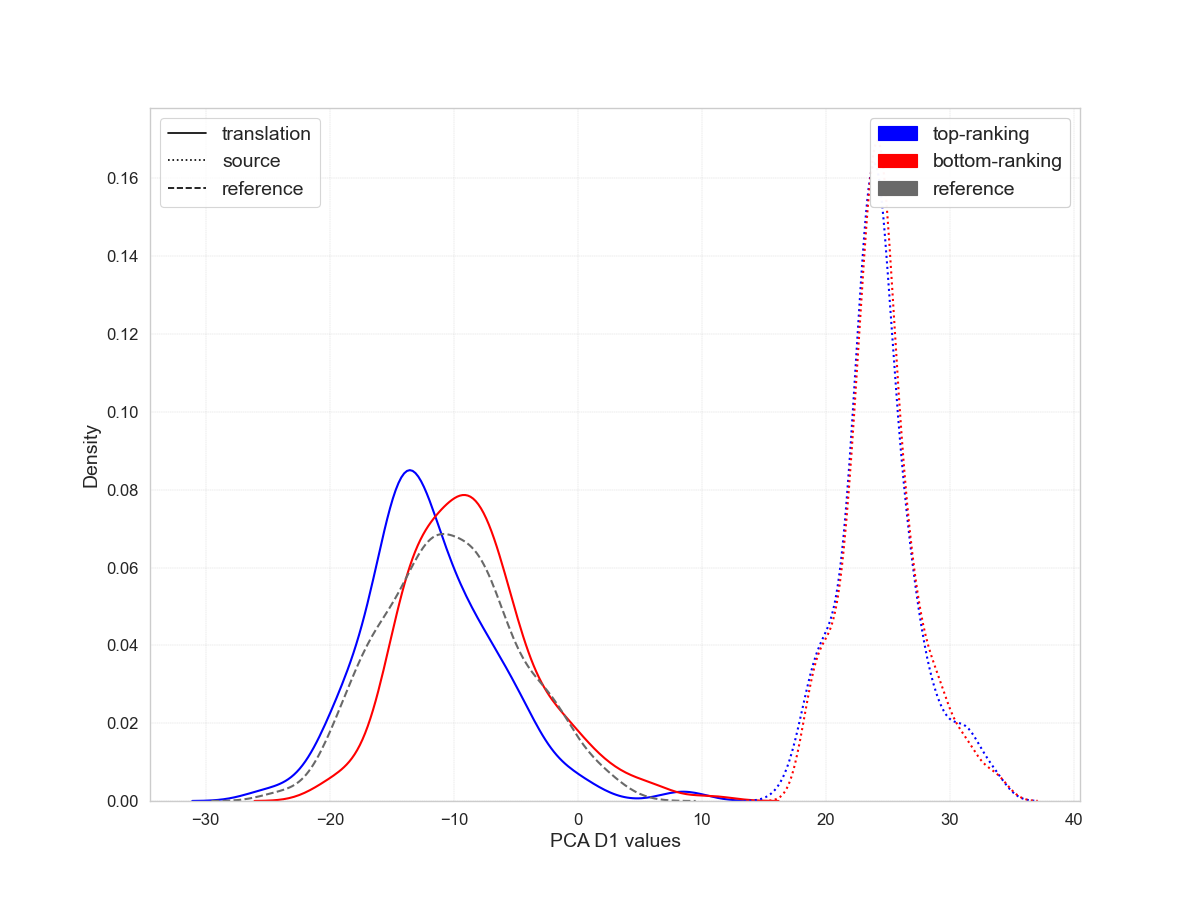 translation
source
reference
top-ranking
bottom-ranking
reference
0.16
0.14
0.12
0.10
0.08
0.06
0.04
0.02
0.00
Density
−30 −20 −10 0 10 20 30 40
PCA D1 values